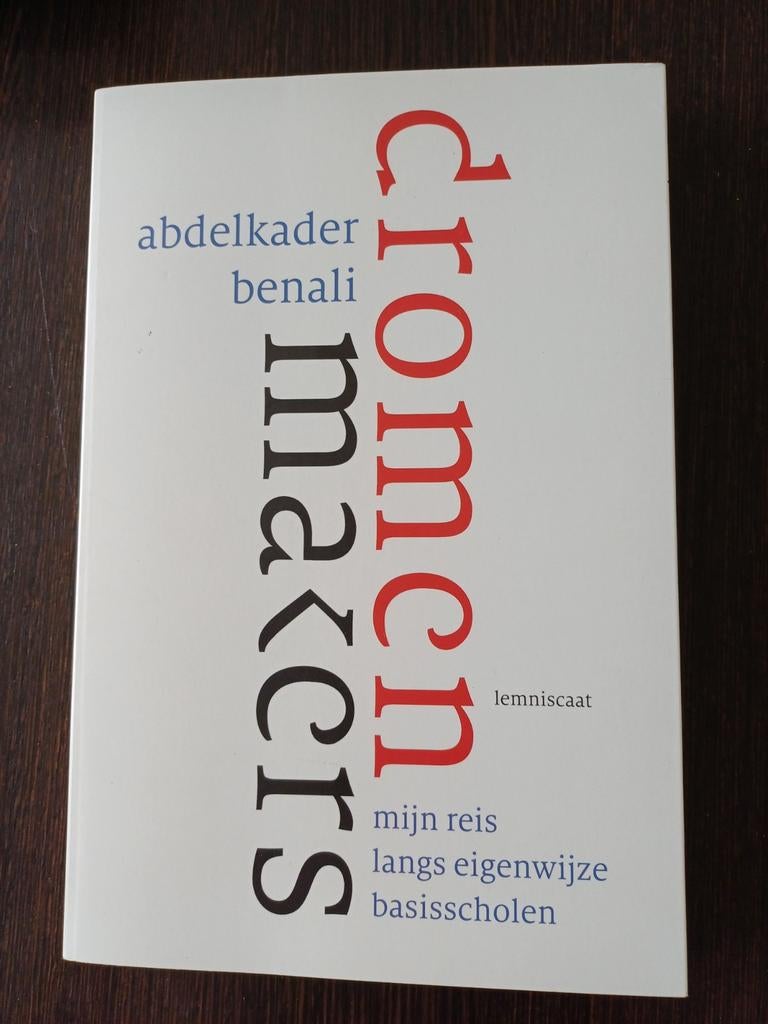 abdelkader
benali
dromen
makers
lemniscaat
mijn reis
langs eigenwijze
basisscholen